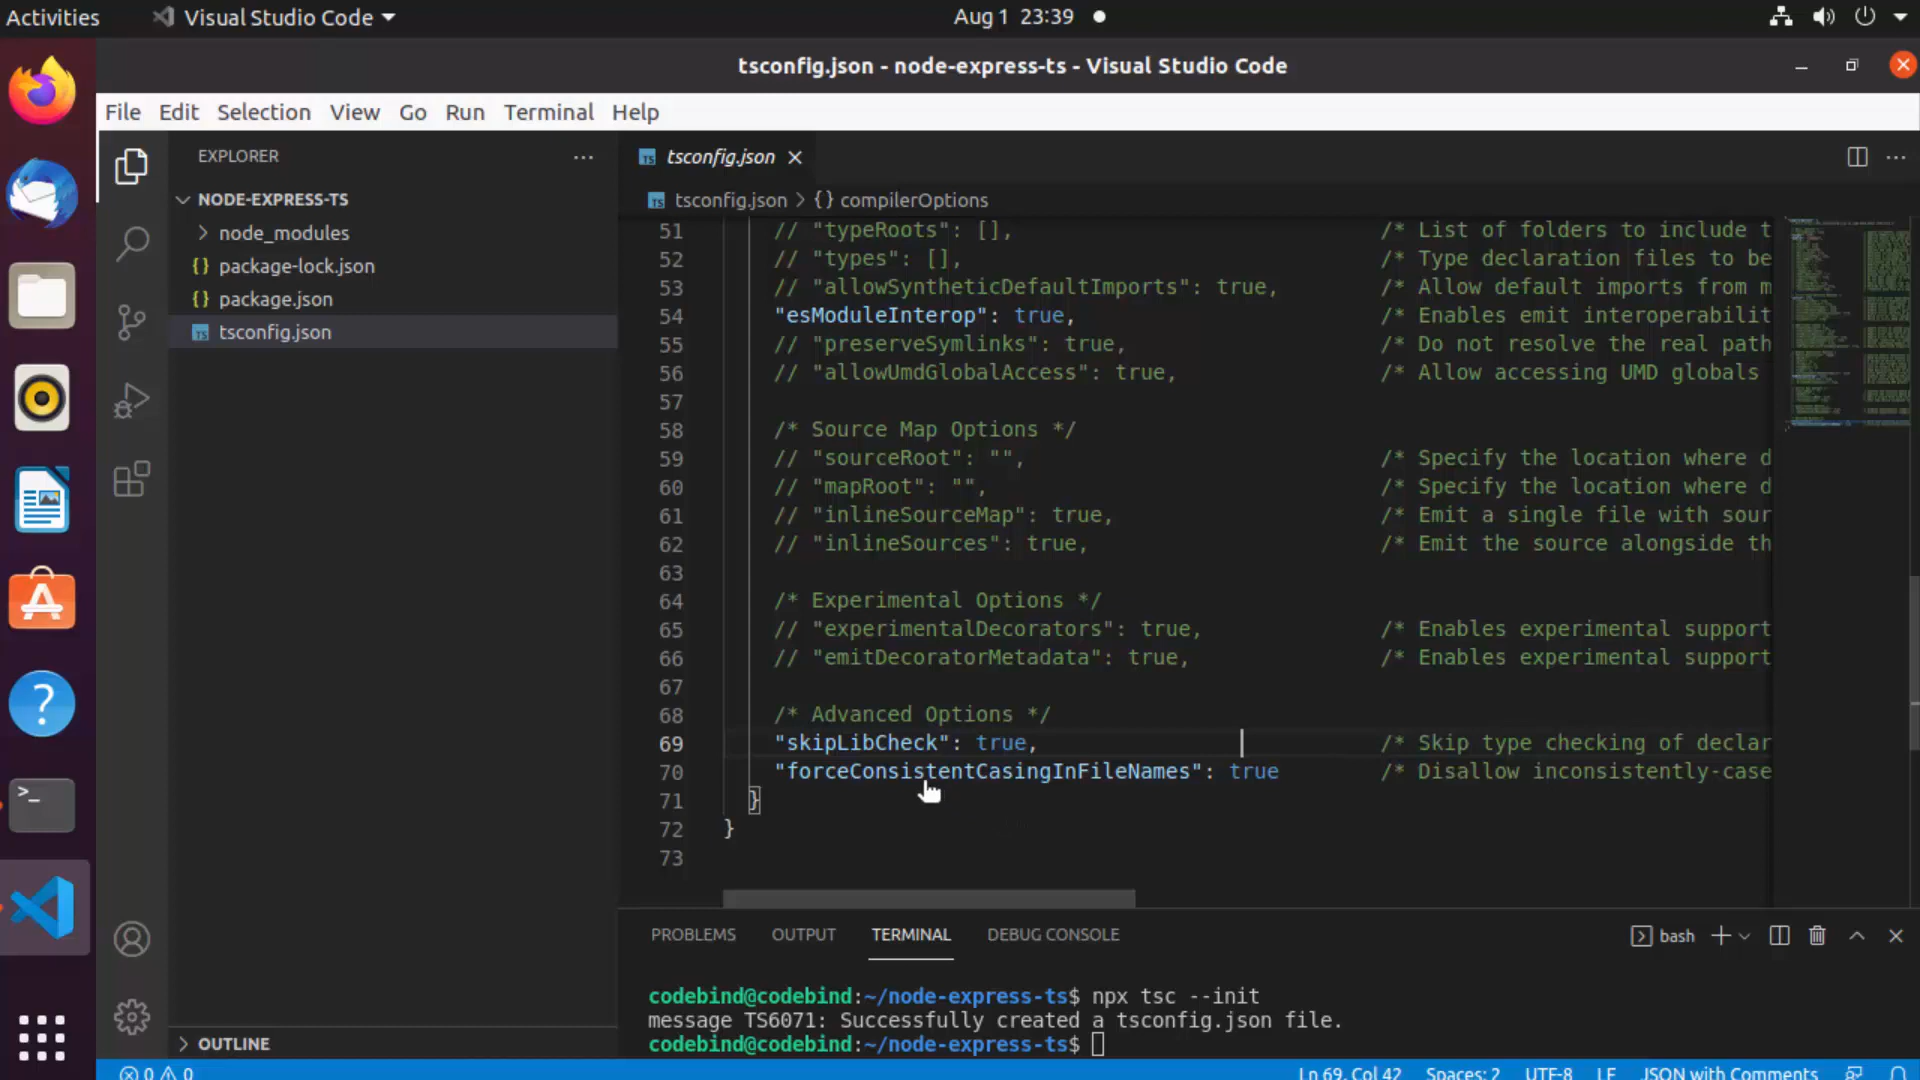 Activities
Visual Studio Code
Aug 1 23:39
tsconfig.json - node-express-ts - Visual Studio Code
File Edit Selection View Go Run Terminal Help
EXPLORER
NODE-EXPRESS-TS
node_modules
{} package-lock.json
{} package.json
TS tsconfig.json
OUTLINE
TS tsconfig.json
TS tsconfig.json > {} compilerOptions
51 // "typeRoots": [], /* List of folders to include t
52 // "types": [], /* Type declaration files to be
53 // "allowSyntheticDefaultImports": true, /* Allow default imports from m
54 "esModuleInterop": true, /* Enables emit interoperabilit
55 // "preserveSymlinks": true, /* Do not resolve the real path
56 // "allowUmdGlobalAccess": true, /* Allow accessing UMD globals
57
58 /* Source Map Options */
59 // "sourceRoot": "", /* Specify the location where d
60 // "mapRoot": "", /* Specify the location where d
61 // "inlineSourceMap": true, /* Emit a single file with sour
62 // "inlineSources": true, /* Emit the source alongside th
63
64 /* Experimental Options */
65 // "experimentalDecorators": true, /* Enables experimental support
66 // "emitDecoratorMetadata": true, /* Enables experimental support
67
68 /* Advanced Options */
69 "skipLibCheck": true, /* Skip type checking of declar
70 "forceConsistentCasingInFileNames": true /* Disallow inconsistently-case
71 }
72 }
73
PROBLEMS OUTPUT TERMINAL DEBUG CONSOLE
bash
codebind@codebind:~/node-express-ts$ npx tsc --init
message TS6071: Successfully created a tsconfig.json file.
codebind@codebind:~/node-express-ts$
0 0
Ln 69, Col 42 Spaces: 2 UTF-8 LF JSON with Comments